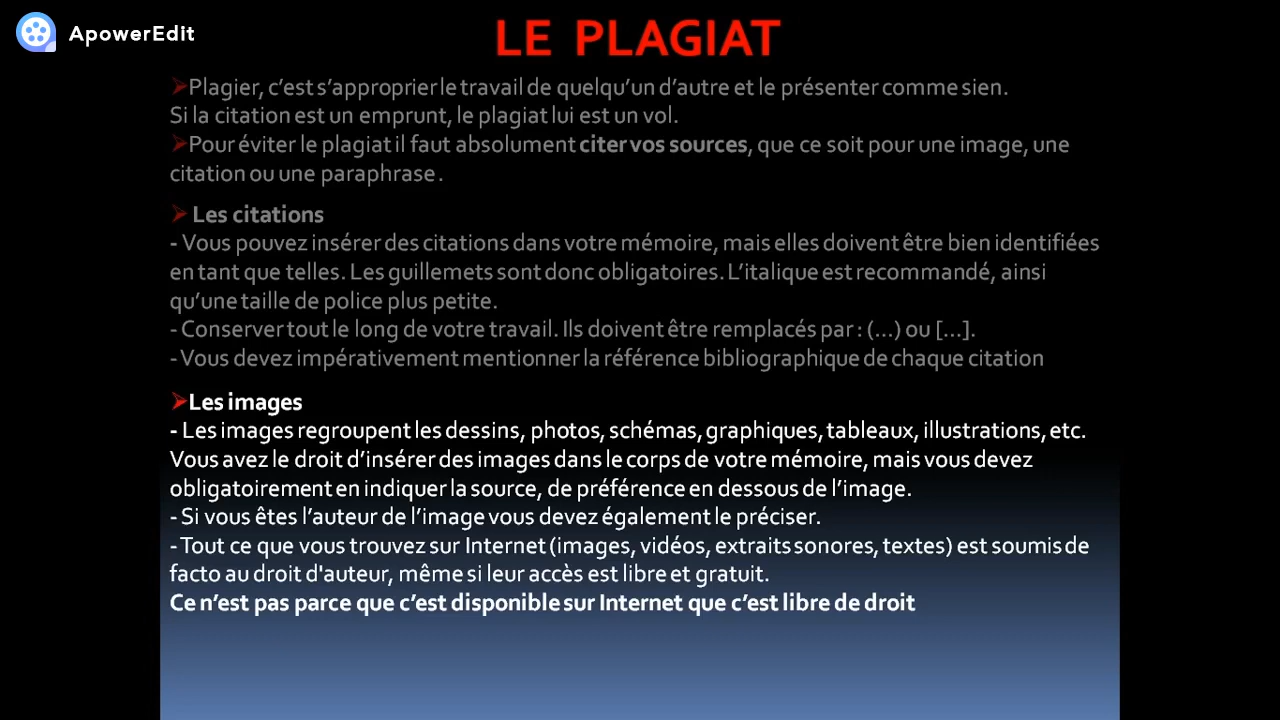 ApowerEdit
LE PLAGIAT
➢Plagier, c’est s’approprier le travail de quelqu’un d’autre et le présenter comme sien.
Si la citation est un emprunt, le plagiat lui est un vol.
➢Pour éviter le plagiat il faut absolument citer vos sources, que ce soit pour une image, une
citation ou une paraphrase.
➢ Les citations
- Vous pouvez insérer des citations dans votre mémoire, mais elles doivent être bien identifiées
en tant que telles. Les guillemets sont donc obligatoires. L’italique est recommandé, ainsi
qu’une taille de police plus petite.
- Conserver tout le long de votre travail. Ils doivent être remplacés par : (…) ou […].
- Vous devez impérativement mentionner la référence bibliographique de chaque citation
➢Les images
- Les images regroupent les dessins, photos, schémas, graphiques, tableaux, illustrations, etc.
Vous avez le droit d’insérer des images dans le corps de votre mémoire, mais vous devez
obligatoirement en indiquer la source, de préférence en dessous de l’image.
- Si vous êtes l’auteur de l’image vous devez également le préciser.
- Tout ce que vous trouvez sur Internet (images, vidéos, extraits sonores, textes) est soumis de
facto au droit d'auteur, même si leur accès est libre et gratuit.
Ce n’est pas parce que c’est disponible sur Internet que c’est libre de droit